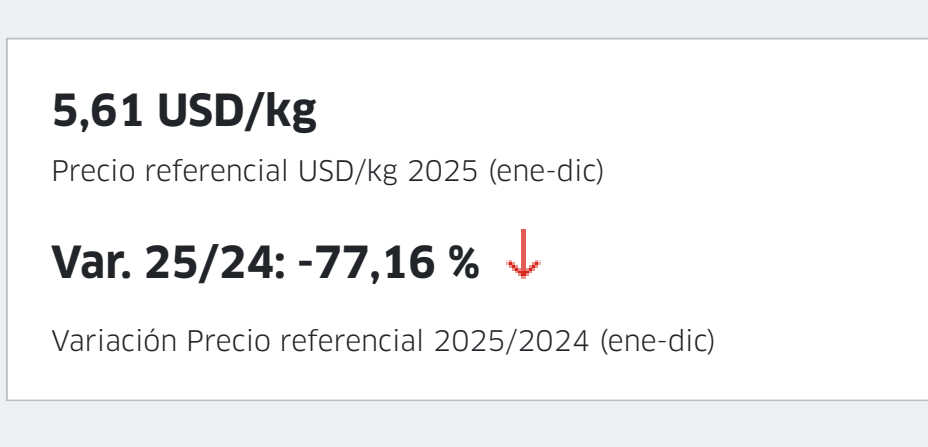 5,61 USD/kg
Precio referencial USD/kg 2025 (ene-dic)
Var. 25/24: -77,16 %
Variación Precio referencial 2025/2024 (ene-dic)